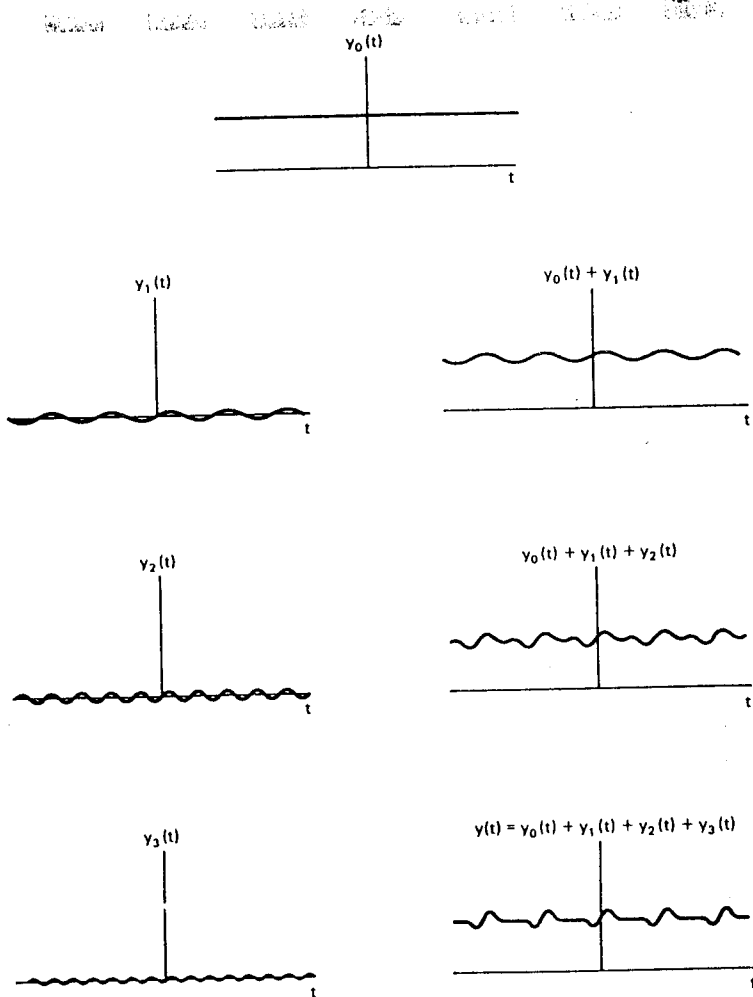 y₀(t)
t
y₁(t)
t
y₀(t) + y₁(t)
t
y₂(t)
t
y₀(t) + y₁(t) + y₂(t)
t
y₃(t)
t
y(t) = y₀(t) + y₁(t) + y₂(t) + y₃(t)
t